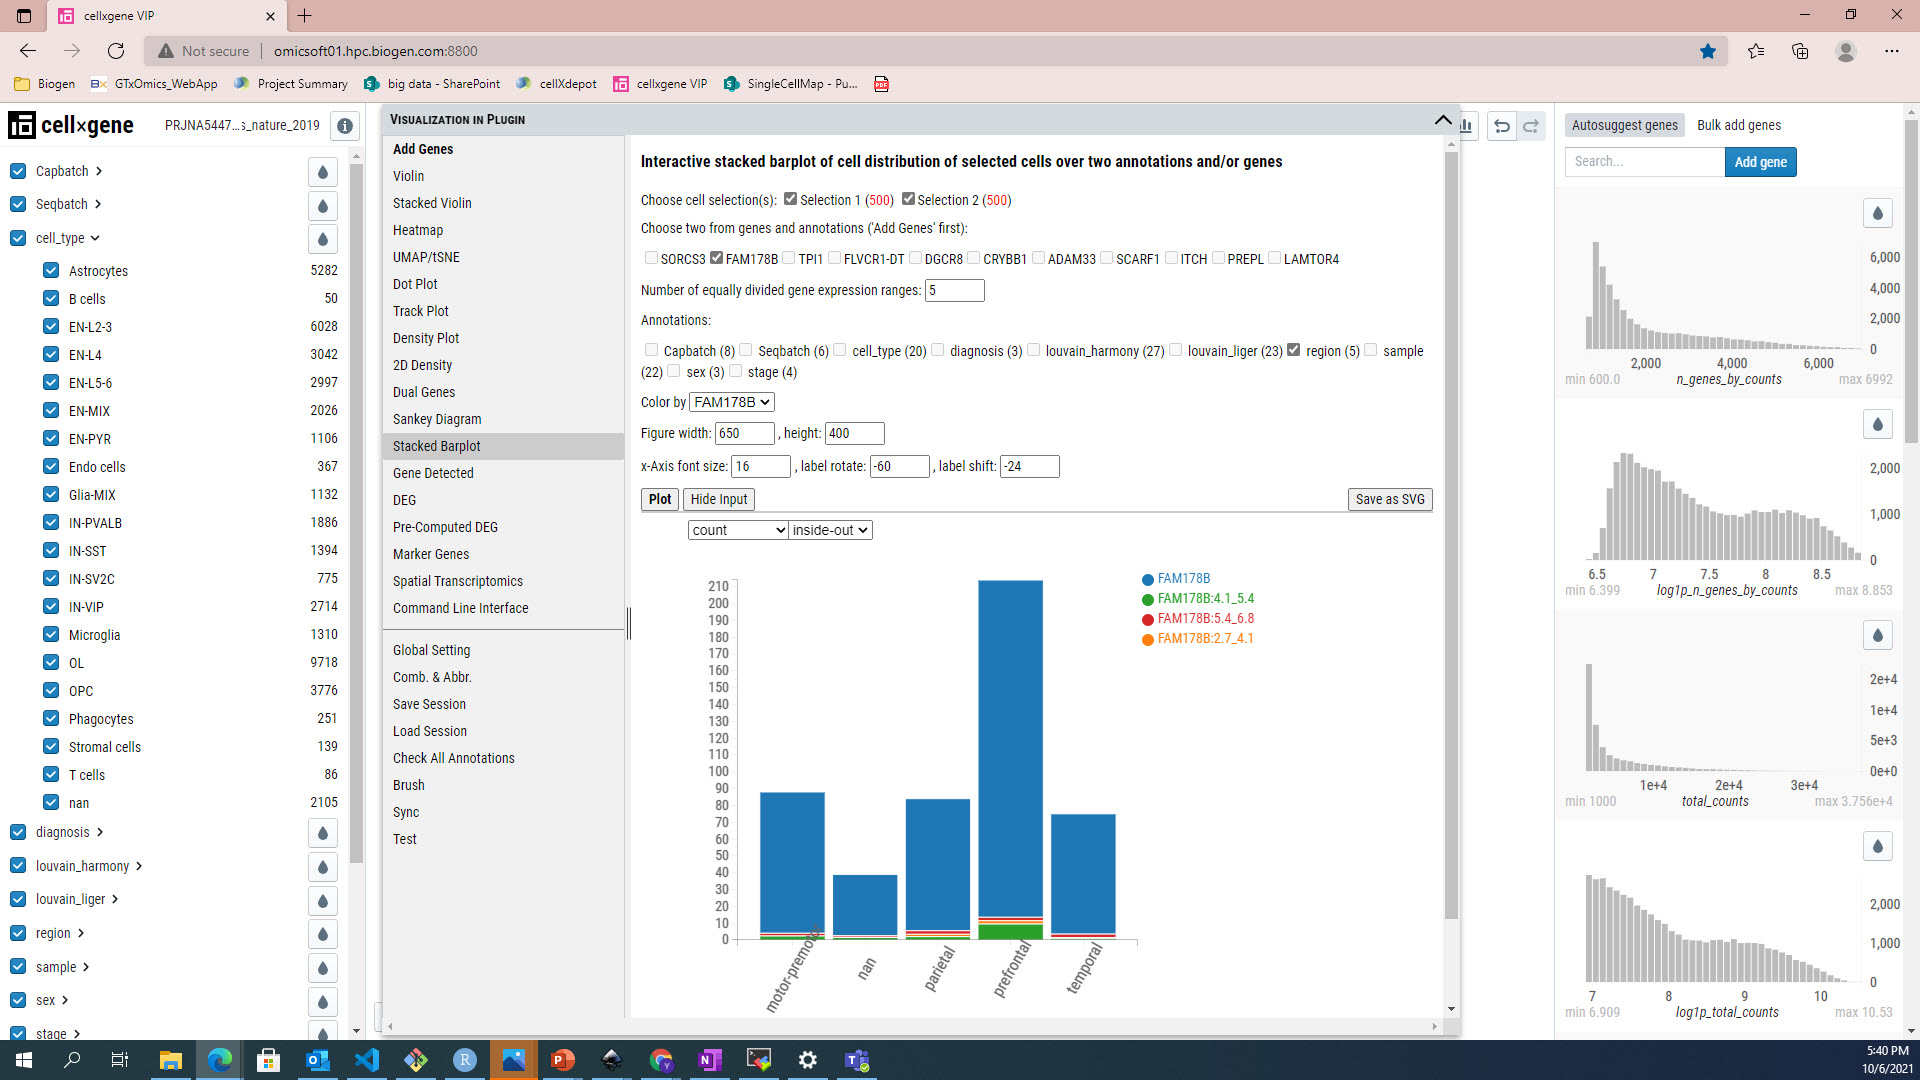 cellxgene VIP
Not secure omicsoft01.hpc.biogen.com:8800
Biogen GTxOmics_WebApp Project Summary big data - SharePoint cellXdepot cellxgene VIP SingleCellMap - Pu...
cell×gene PRJNA5447...s_nature_2019
Capbatch
Seqbatch
cell_type
Astrocytes 5282
B cells 50
EN-L2-3 6028
EN-L4 3042
EN-L5-6 2997
EN-MIX 2026
EN-PYR 1106
Endo cells 367
Glia-MIX 1132
IN-PVALB 1886
IN-SST 1394
IN-SV2C 775
IN-VIP 2714
Microglia 1310
OL 9718
OPC 3776
Phagocytes 251
Stromal cells 139
T cells 86
nan 2105
diagnosis
louvain_harmony
louvain_liger
region
sample
sex
stage
Visualization in Plugin
Add Genes
Violin
Stacked Violin
Heatmap
UMAP/tSNE
Dot Plot
Track Plot
Density Plot
2D Density
Dual Genes
Sankey Diagram
Stacked Barplot
Gene Detected
DEG
Pre-Computed DEG
Marker Genes
Spatial Transcriptomics
Command Line Interface
Global Setting
Comb. & Abbr.
Save Session
Load Session
Check All Annotations
Brush
Sync
Test
Interactive stacked barplot of cell distribution of selected cells over two annotations and/or genes
Choose cell selection(s): Selection 1 (500) Selection 2 (500)
Choose two from genes and annotations ('Add Genes' first):
SORCS3 FAM178B TPI1 FLVCR1-DT DGCR8 CRYBB1 ADAM33 SCARF1 ITCH PREPL LAMTOR4
Number of equally divided gene expression ranges: 5
Annotations:
Capbatch (8) Seqbatch (6) cell_type (20) diagnosis (3) louvain_harmony (27) louvain_liger (23) region (5) sample
(22) sex (3) stage (4)
Color by FAM178B
Figure width: 650 , height: 400
x-Axis font size: 16 , label rotate: -60 , label shift: -24
Plot Hide Input Save as SVG
count inside-out
210
200
190
180
170
160
150
140
130
120
110
100
90
80
70
60
50
40
30
20
10
0
motor-premotor nan parietal prefrontal temporal
FAM178B
FAM178B:4.1_5.4
FAM178B:5.4_6.8
FAM178B:2.7_4.1
Autosuggest genes Bulk add genes
Search... Add gene
6,000
4,000
2,000
0
2,000 4,000 6,000
min 600.0 n_genes_by_counts max 6992
2,000
1,000
0
6.5 7 7.5 8 8.5
min 6.399 log1p_n_genes_by_counts max 8.853
2e+4
1e+4
5e+3
0e+0
1e+4 2e+4 3e+4
min 1000 total_counts max 3.756e+4
2,000
1,000
0
7 8 9 10
min 6.909 log1p_total_counts max 10.53
5:40 PM
10/6/2021